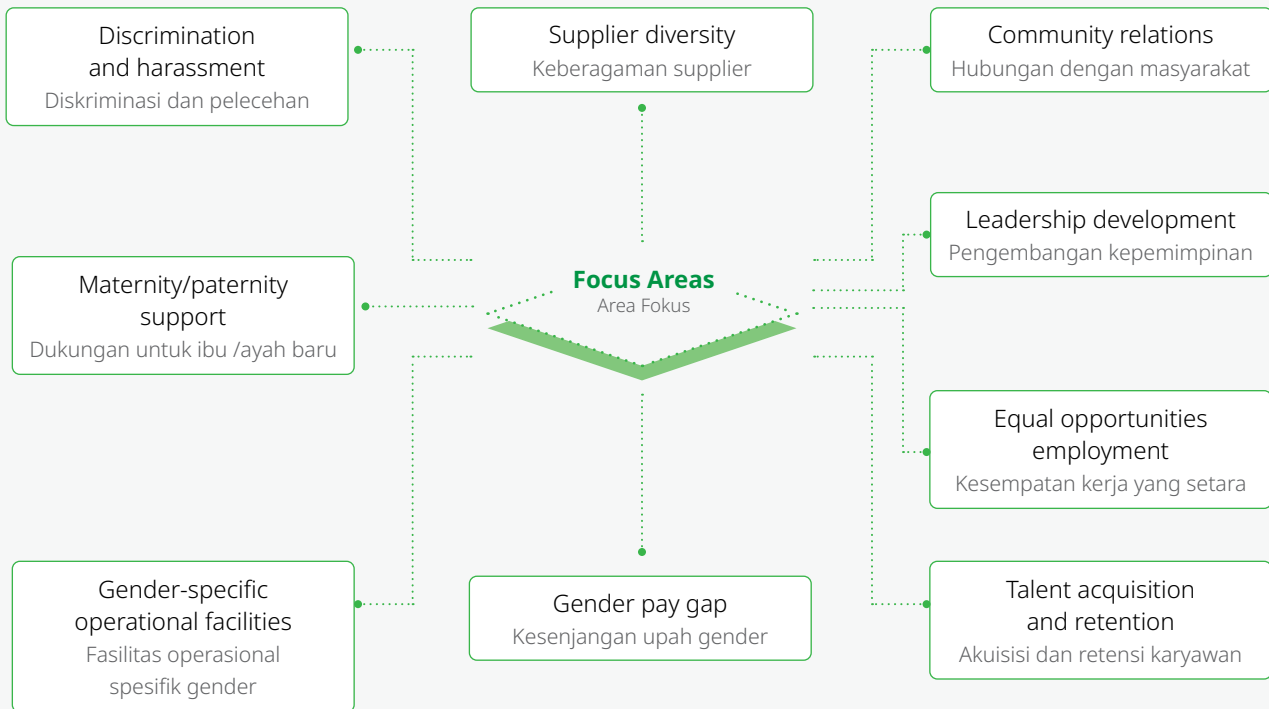 Discrimination
and harassment
Diskriminasi dan pelecehan
Supplier diversity
Keberagaman supplier
Community relations
Hubungan dengan masyarakat
Leadership development
Pengembangan kepemimpinan
Focus Areas
Area Fokus
Maternity/paternity
support
Dukungan untuk ibu /ayah baru
Equal opportunities
employment
Kesempatan kerja yang setara
Gender-specific
operational facilities
Fasilitas operasional
spesifik gender
Gender pay gap
Kesenjangan upah gender
Talent acquisition
and retention
Akuisisi dan retensi karyawan